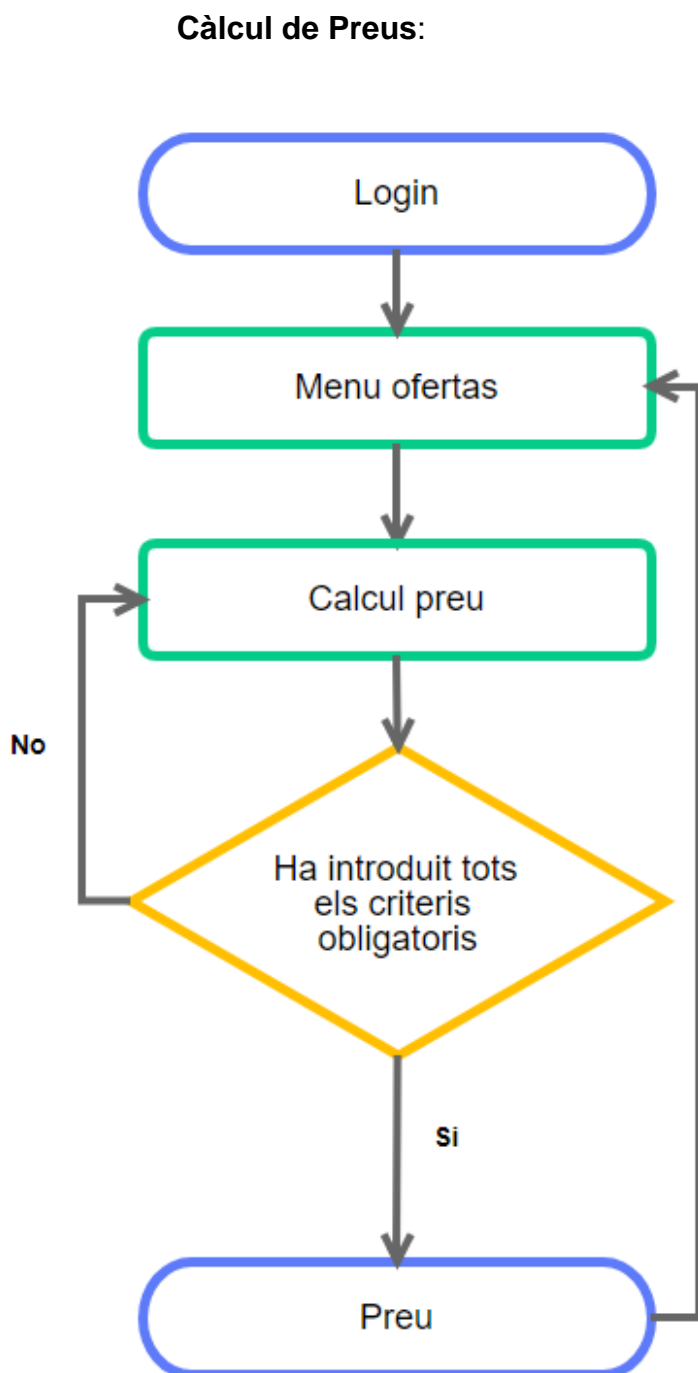 Càlcul de Preus:
Login
Menu ofertas
Calcul preu
No
Ha introduit tots
els criteris
obligatoris
Si
Preu